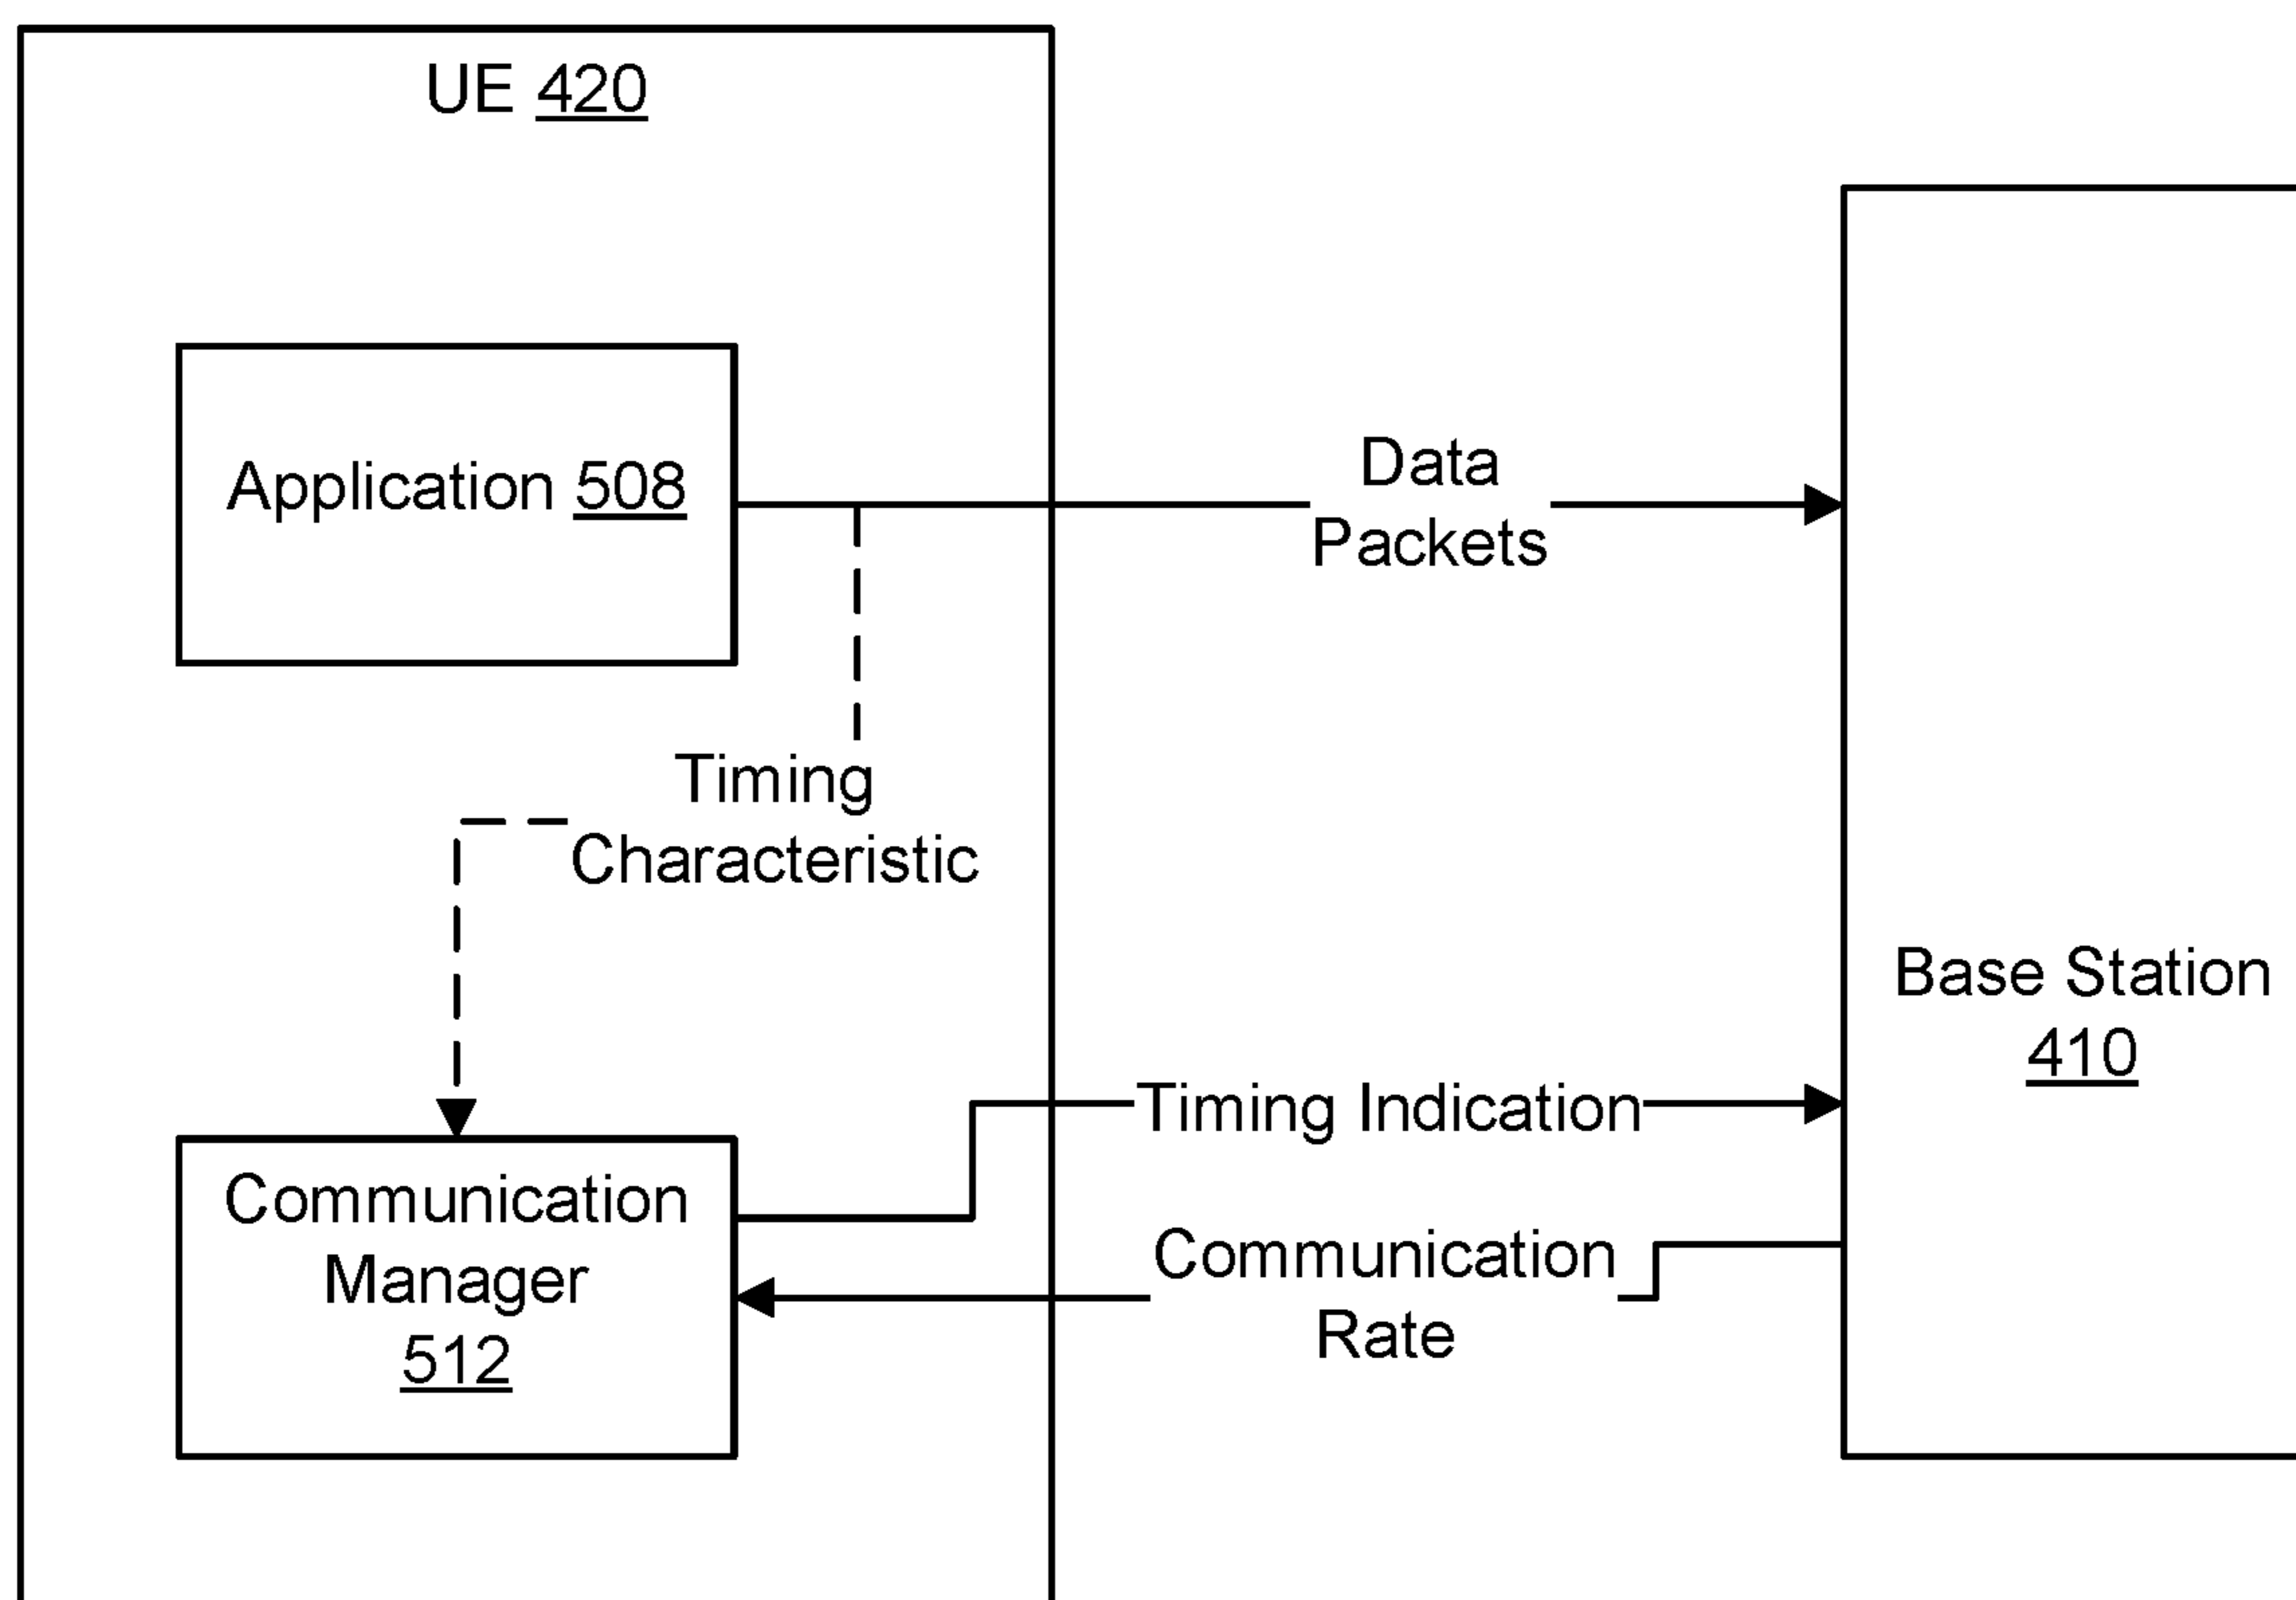 UE 420
Application 508
Data
Packets
Timing
Characteristic
Base Station
410
Timing Indication
Communication
Manager
512
Communication
Rate